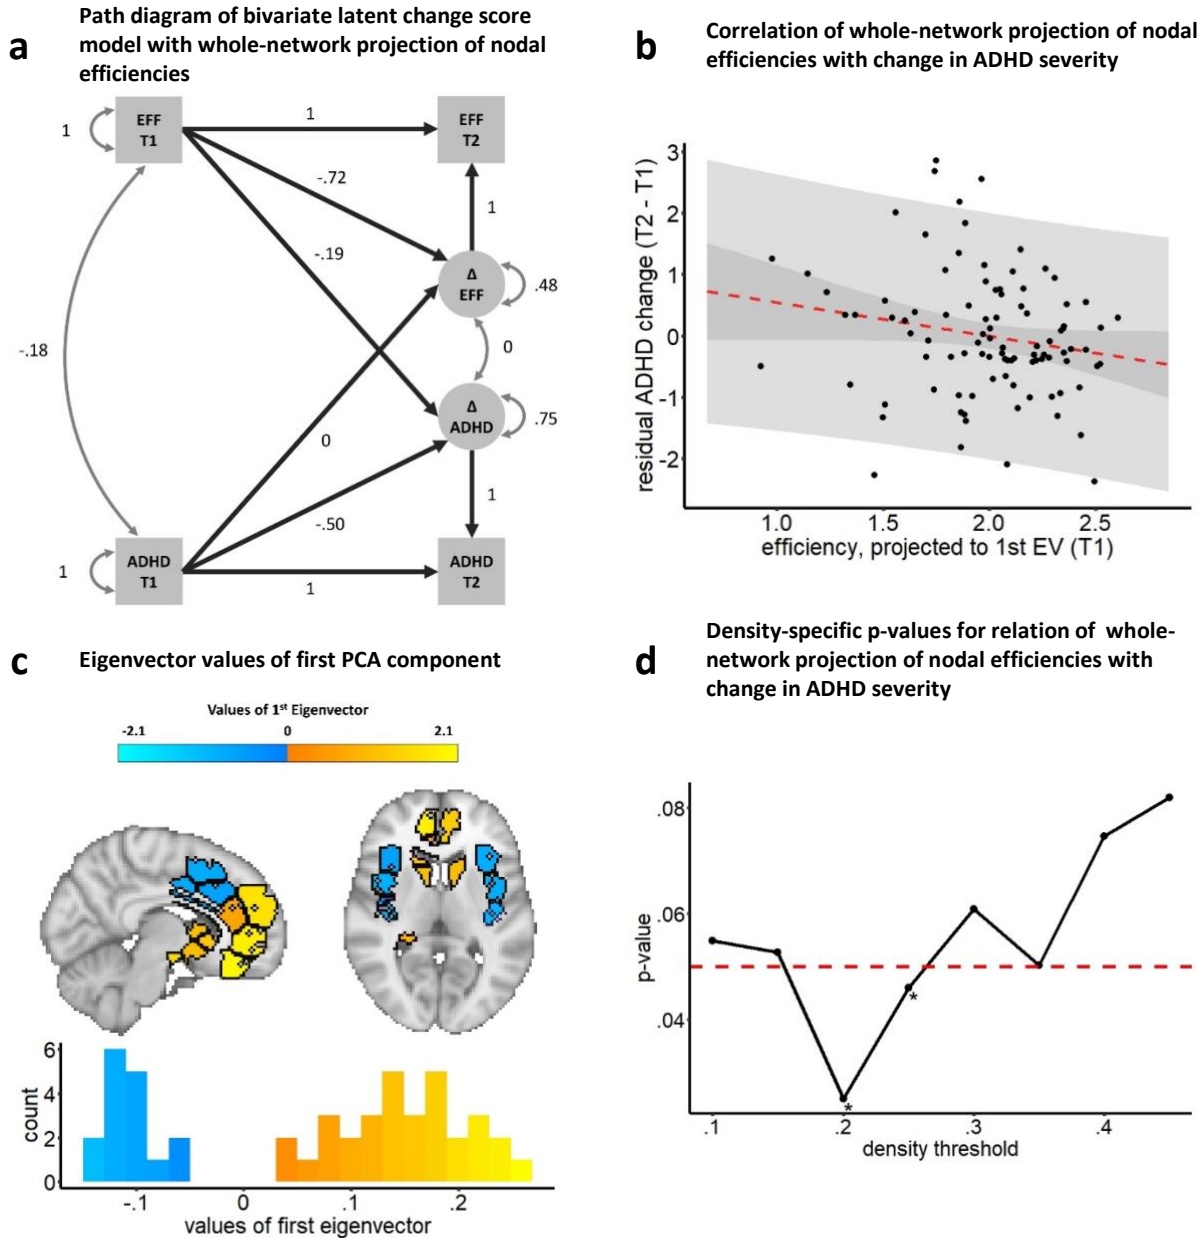 a
Path diagram of bivariate latent change score
model with whole-network projection of nodal
efficiencies
EFF
T1
EFF
T2
1
1
-.72
-.19
1
Δ
EFF
.48
0
-.18
Δ
ADHD
.75
0
-.50
1
ADHD
T1
ADHD
T2
1
1
b
Correlation of whole-network projection of nodal
efficiencies with change in ADHD severity
residual ADHD change (T2 - T1)
3
2
1
0
-1
-2
1.0 1.5 2.0 2.5
efficiency, projected to 1st EV (T1)
c
Eigenvector values of first PCA component
Values of 1st Eigenvector
-2.1 0 2.1
count
6
4
2
0
-.1 0 .1 .2
values of first eigenvector
d
Density-specific p-values for relation of whole-
network projection of nodal efficiencies with
change in ADHD severity
p-value
.08
.06
.04
*
*
.1 .2 .3 .4
density threshold